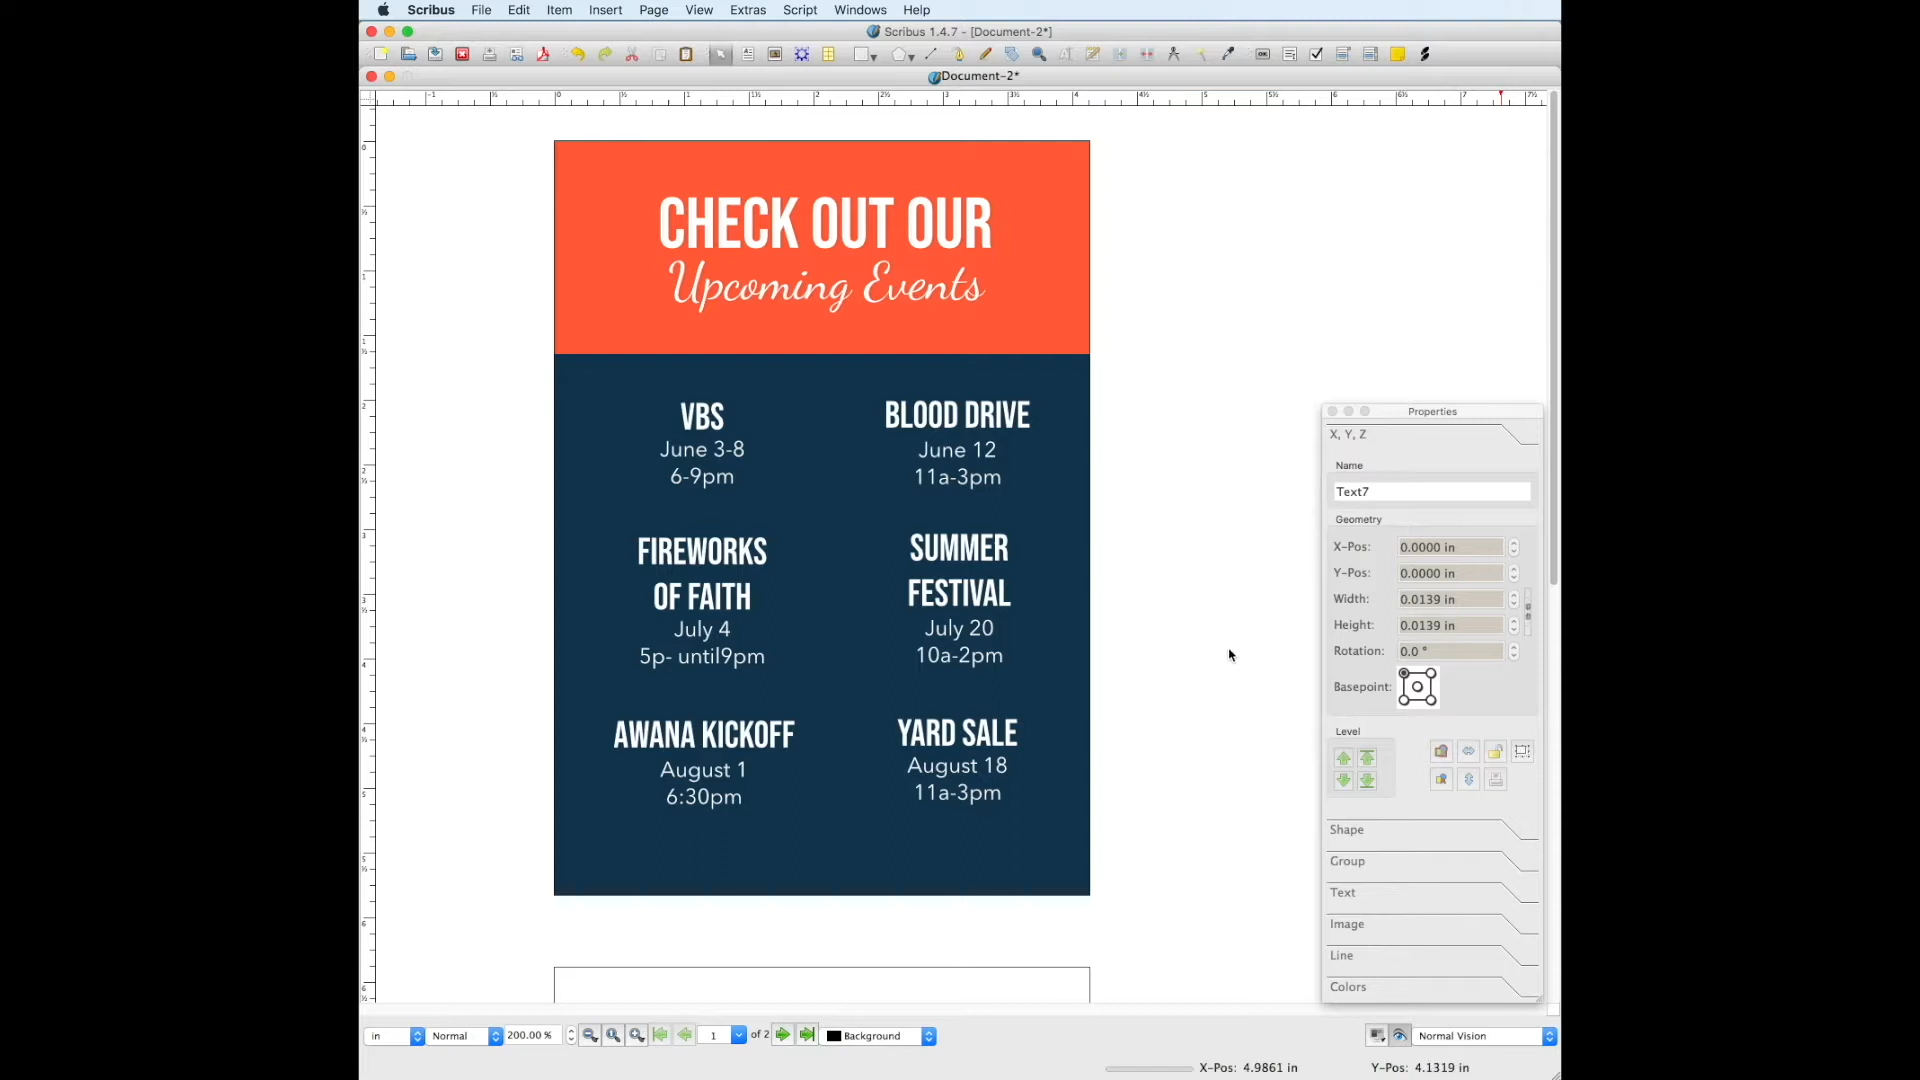 Scribus File Edit Item Insert Page View Extras Script Windows Help
Scribus 1.4.7 - [Document-2*]
Document-2*
CHECK OUT OUR
Upcoming Events
VBS
June 3-8
6-9pm
BLOOD DRIVE
June 12
11a-3pm
FIREWORKS
OF FAITH
July 4
5p- until9pm
SUMMER
FESTIVAL
July 20
10a-2pm
AWANA KICKOFF
August 1
6:30pm
YARD SALE
August 18
11a-3pm
Properties
X, Y, Z
Name
Text7
Geometry
X-Pos: 0.0000 in
Y-Pos: 0.0000 in
Width: 0.0139 in
Height: 0.0139 in
Rotation: 0.0 °
Basepoint:
Level
Shape
Group
Text
Image
Line
Colors
in Normal 200.00 % 1 of 2 Background Normal Vision
X-Pos: 4.9861 in Y-Pos: 4.1319 in